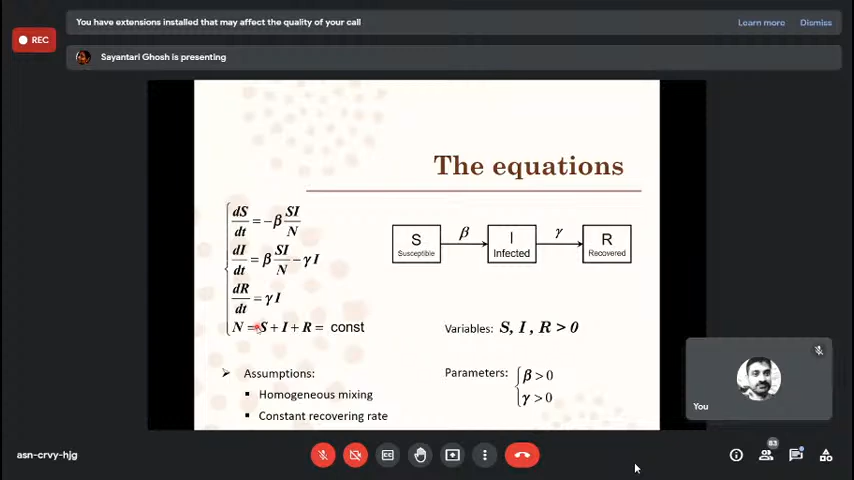 You have extensions installed that may affect the quality of your call
Learn more
Dismiss
REC
Sayantari Ghosh is presenting
The equations
dS/dt = -β SI/N
dI/dt = β SI/N - γ I
dR/dt = γ I
N = S + I + R = const
S
Susceptible
β
I
Infected
γ
R
Recovered
Variables: S, I, R > 0
Parameters: { β > 0
γ > 0
➢ Assumptions:
▪ Homogeneous mixing
▪ Constant recovering rate
You
asn-crvy-hjg
CC
83